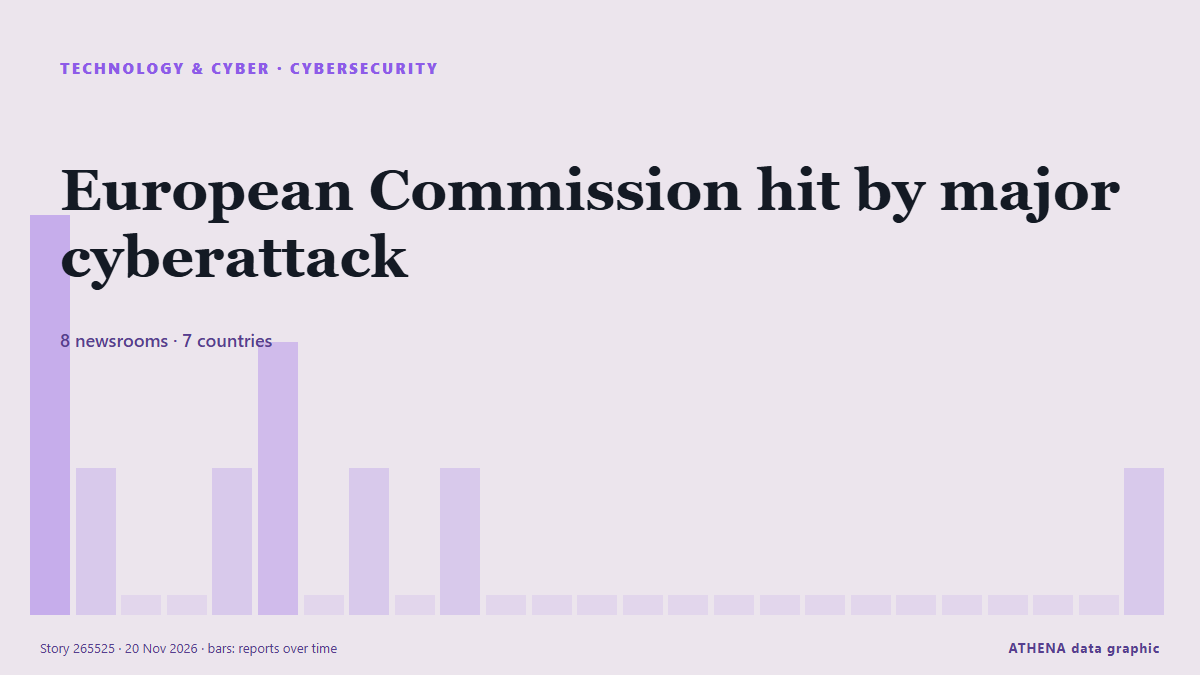 TECHNOLOGY & CYBER · CYBERSECURITY
European Commission hit by major
cyberattack
8 newsrooms · 7 countries
Story 265525 · 20 Nov 2026 · bars: reports over time
ATHENA data graphic